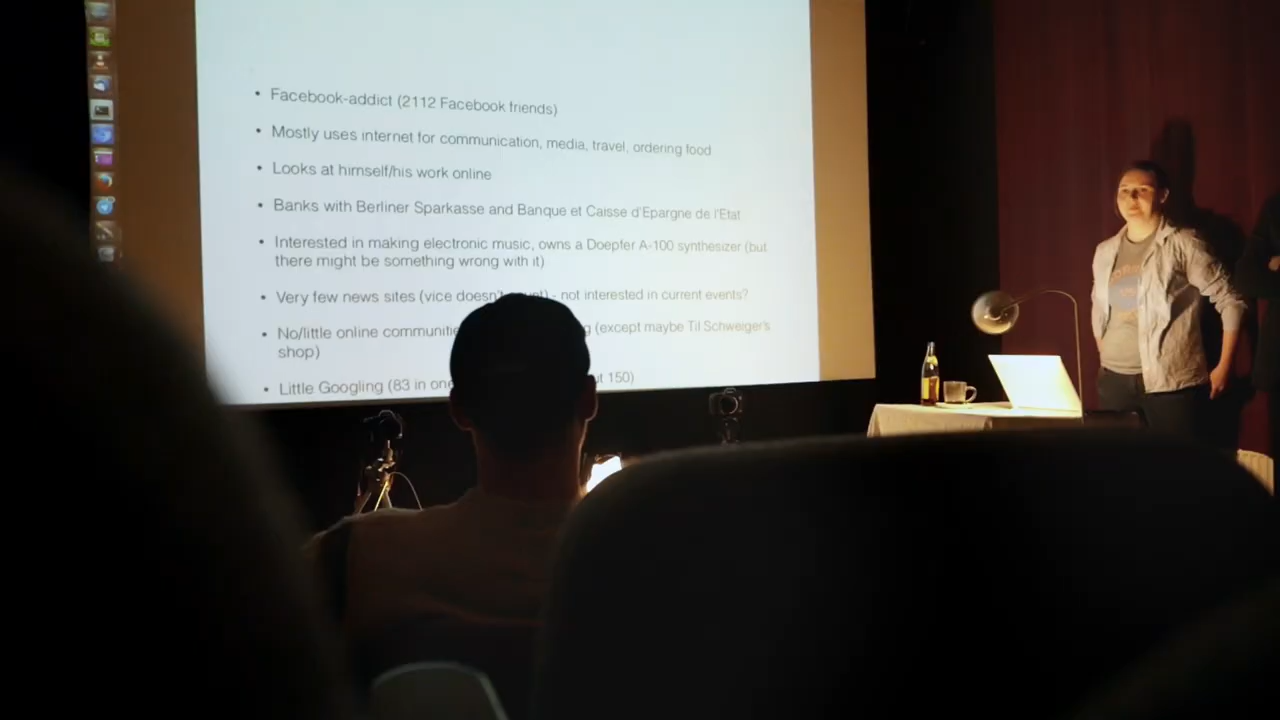 • Facebook-addict (2112 Facebook friends)
• Mostly uses internet for communication, media, travel, ordering food
• Looks at himself/his work online
• Banks with Berliner Sparkasse and Banque et Caisse d'Epargne de l'Etat
• Interested in making electronic music, owns a Doepfer A-100 synthesizer (but
there might be something wrong with it)
• Very few news sites (vice doesn't count) - not interested in current events?
• No/little online (except maybe Til Schweiger's
shop)
• Little Googling (83 in 150)